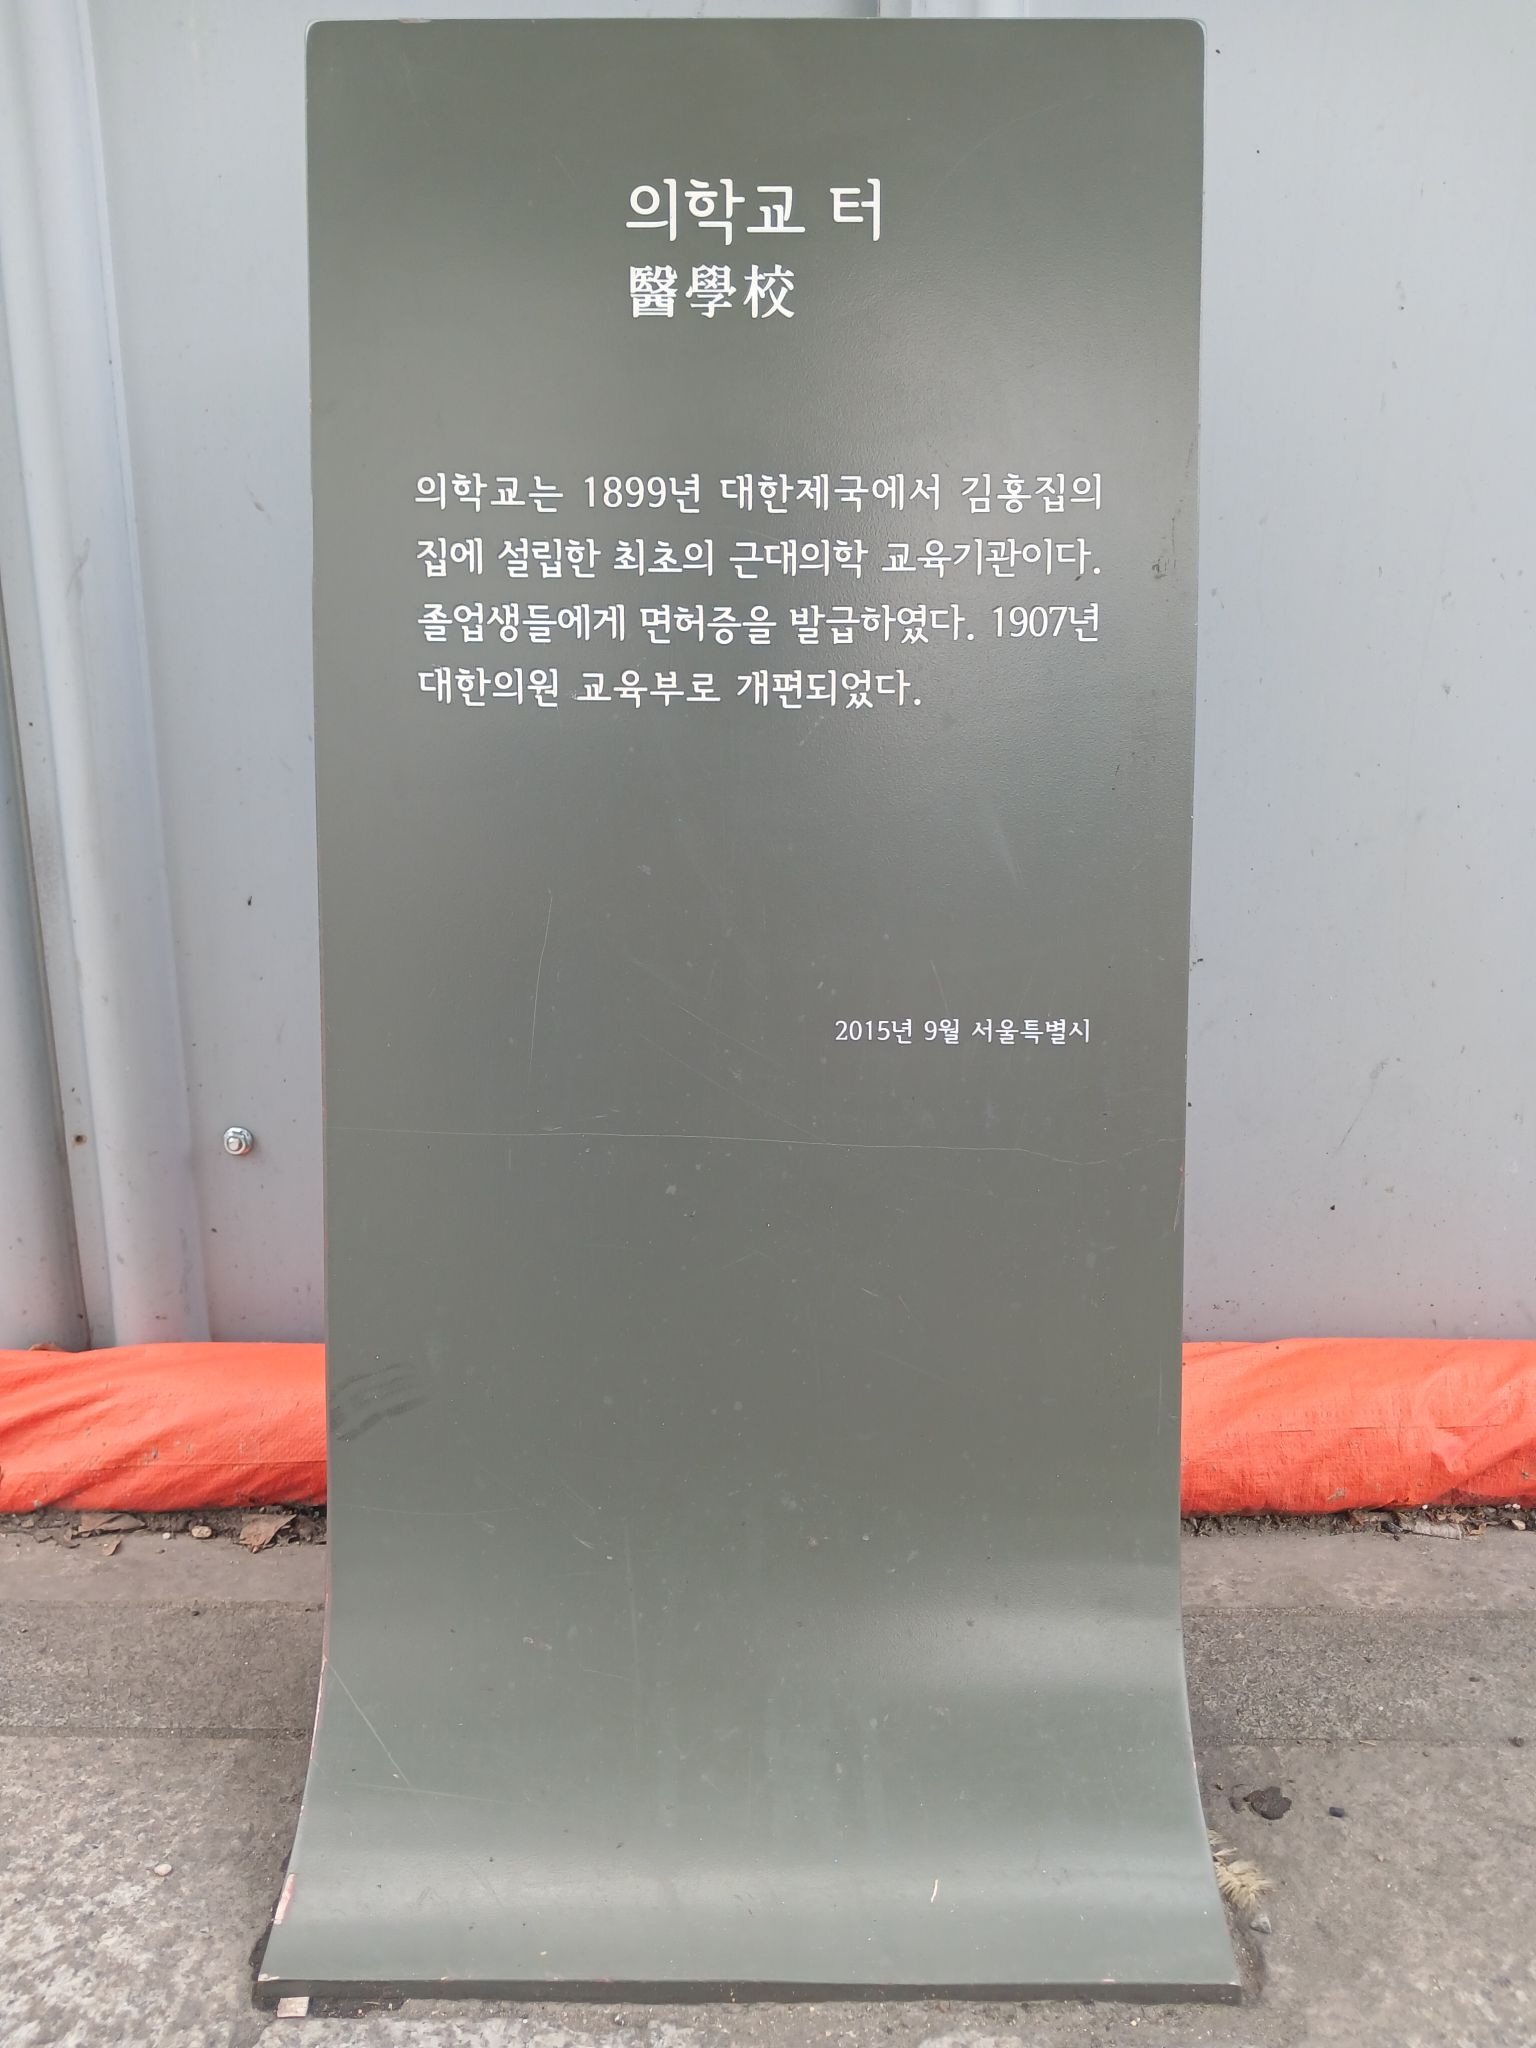 의학교 터
醫學校
의학교는 1899년 대한제국에서 김홍집의
집에 설립한 최초의 근대의학 교육기관이다.
졸업생들에게 면허증을 발급하였다. 1907년
대한의원 교육부로 개편되었다.
2015년 9월 서울특별시